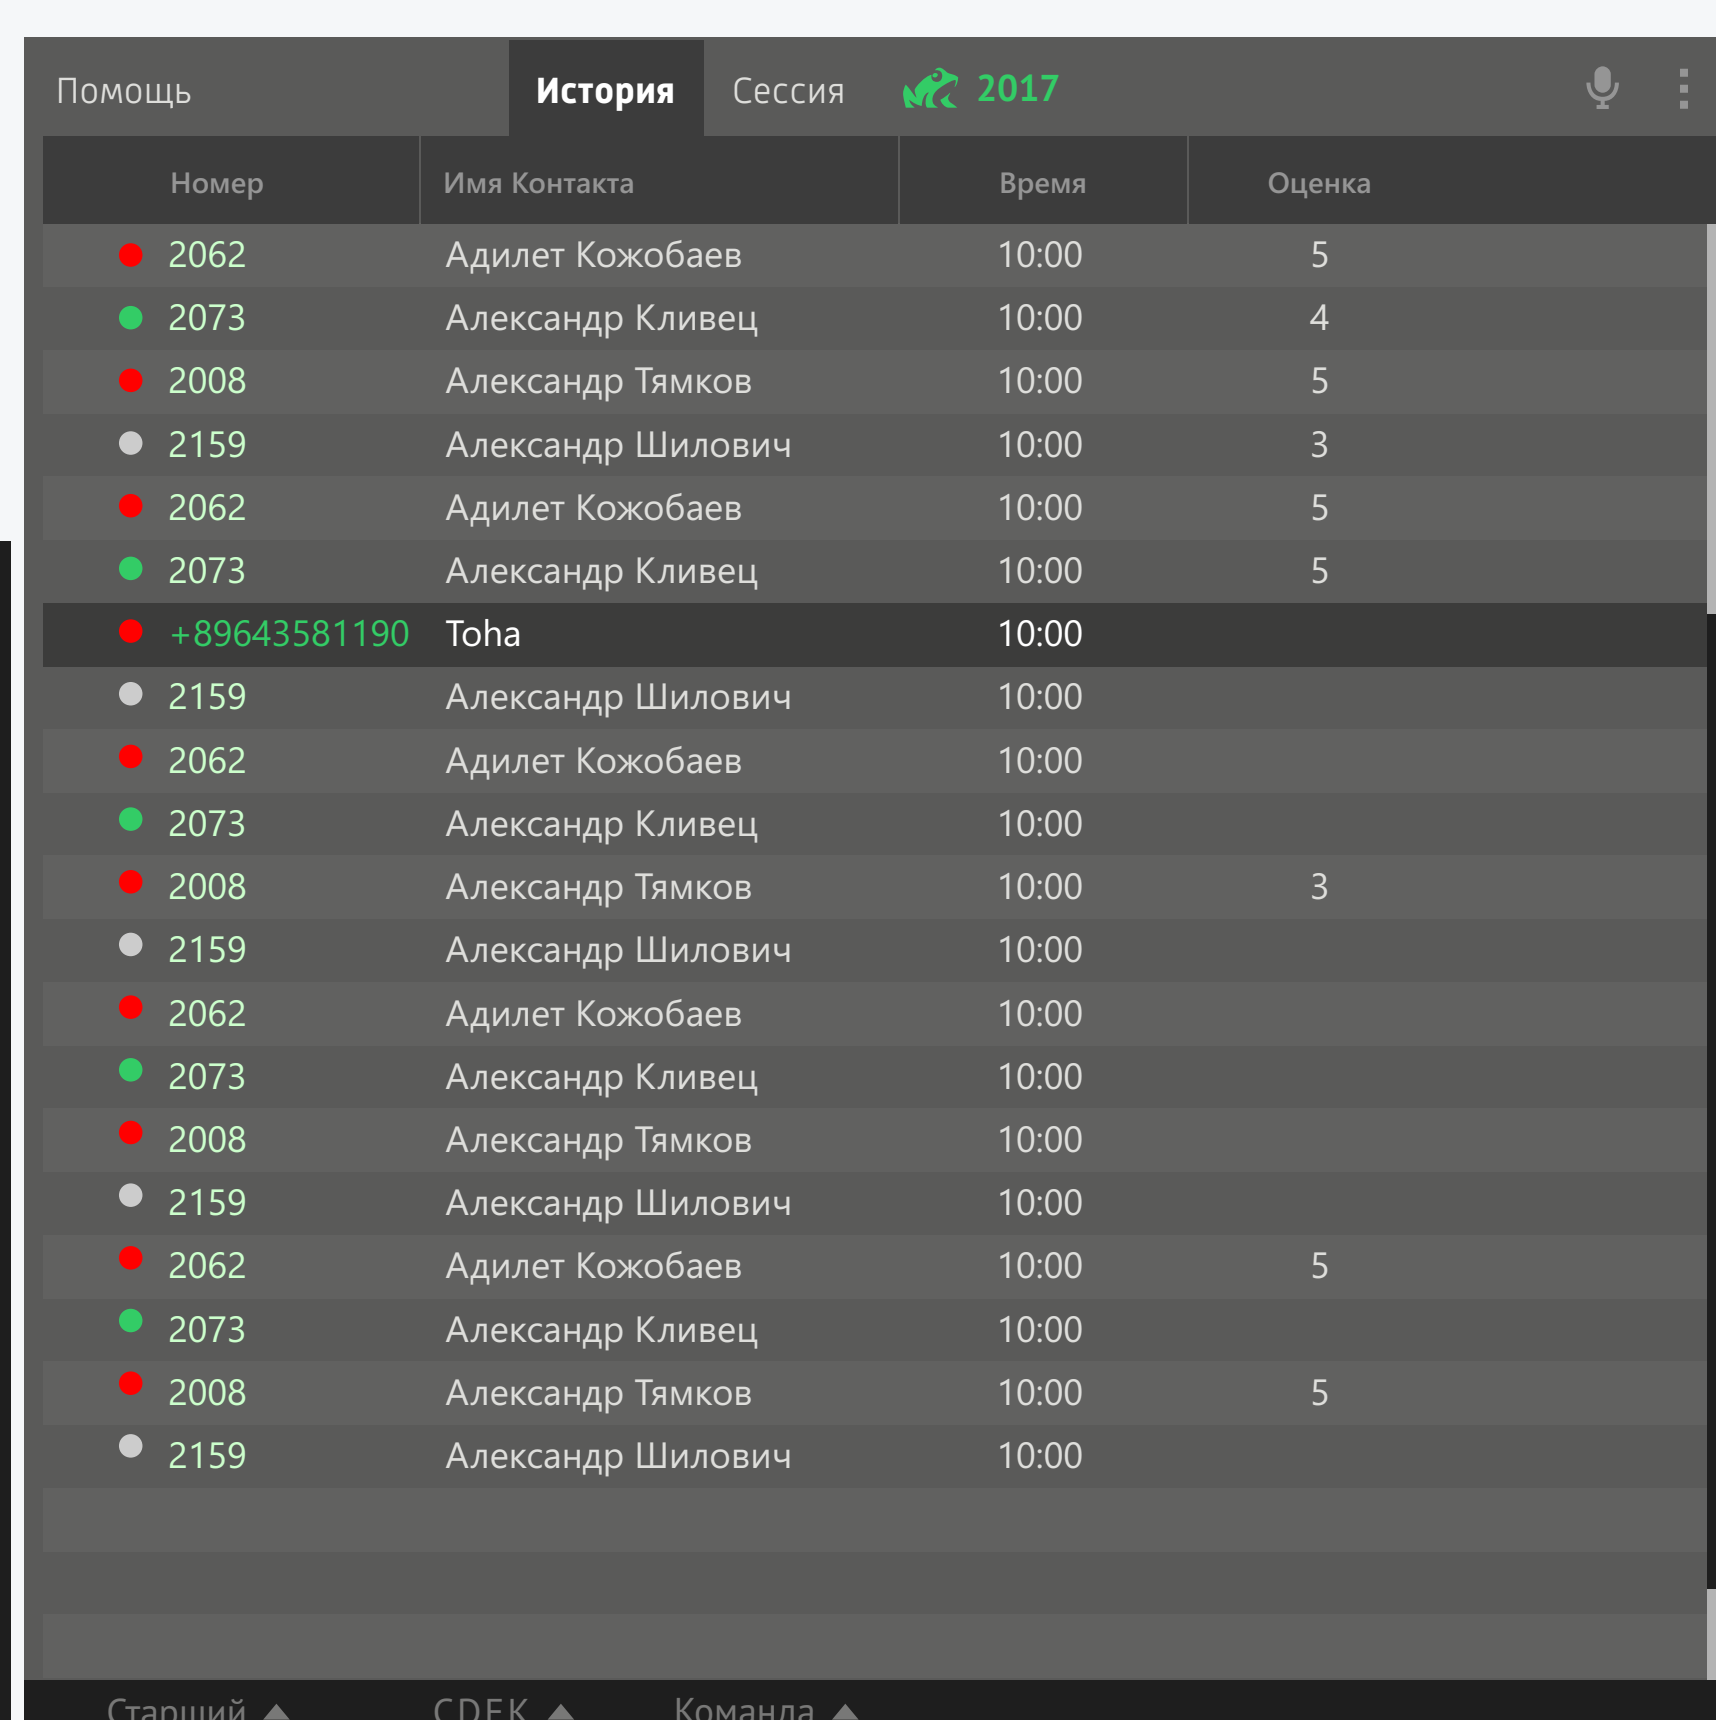 Помощь История Сессия 2017
Номер Имя Контакта Время Оценка
2062 Адилет Кожобаев 10:00 5
2073 Александр Кливец 10:00 4
2008 Александр Тямков 10:00 5
2159 Александр Шилович 10:00 3
2062 Адилет Кожобаев 10:00 5
2073 Александр Кливец 10:00 5
+89643581190 Toha 10:00
2159 Александр Шилович 10:00
2062 Адилет Кожобаев 10:00
2073 Александр Кливец 10:00
2008 Александр Тямков 10:00 3
2159 Александр Шилович 10:00
2062 Адилет Кожобаев 10:00
2073 Александр Кливец 10:00
2008 Александр Тямков 10:00
2159 Александр Шилович 10:00
2062 Адилет Кожобаев 10:00 5
2073 Александр Кливец 10:00
2008 Александр Тямков 10:00 5
2159 Александр Шилович 10:00
Старший CDEK Команда